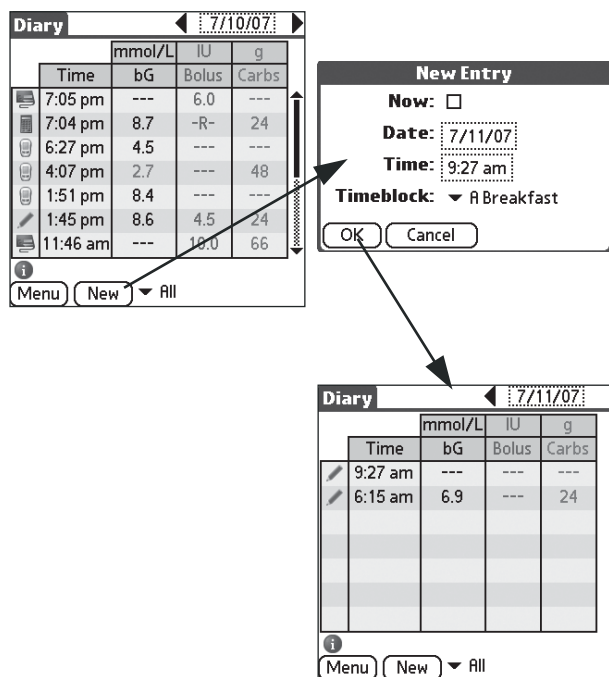 Diary 7/10/07
mmol/L IU g
Time bG Bolus Carbs
7:05 pm --- 6.0 ---
7:04 pm 8.7 -R- 24
6:27 pm 4.5 --- ---
4:07 pm 2.7 --- 48
1:51 pm 8.4 --- ---
1:45 pm 8.6 4.5 24
11:46 am --- 10.0 66
Menu New All
New Entry
Now:
Date: 7/11/07
Time: 9:27 am
Timeblock: A Breakfast
OK Cancel
Diary 7/11/07
mmol/L IU g
Time bG Bolus Carbs
9:27 am --- --- ---
6:15 am 6.9 --- 24
Menu New All